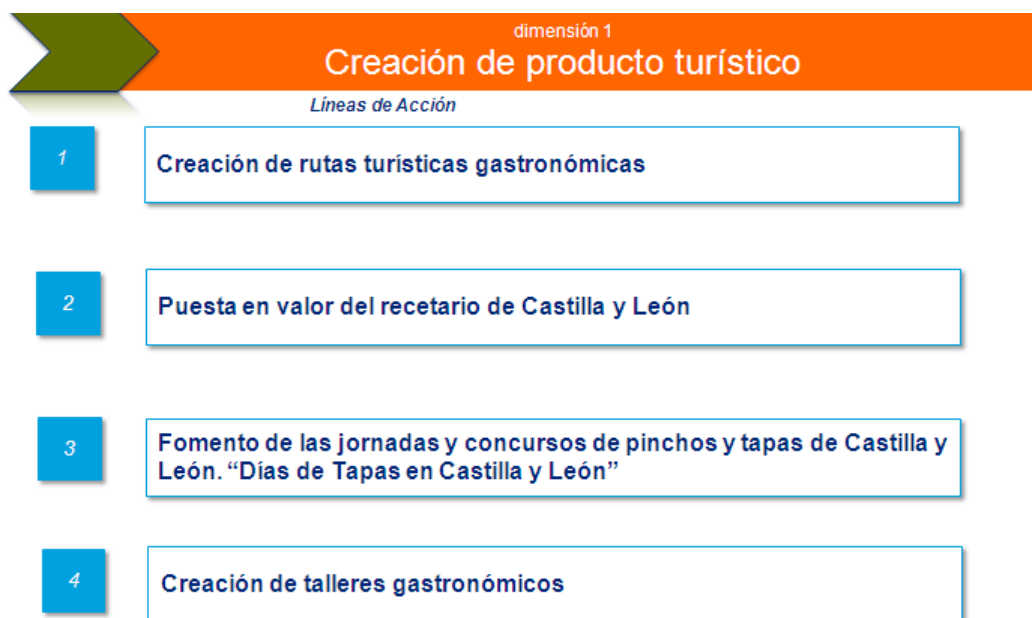 dimensión 1
Creación de producto turístico
Líneas de Acción
1
Creación de rutas turísticas gastronómicas
2
Puesta en valor del recetario de Castilla y León
3
Fomento de las jornadas y concursos de pinchos y tapas de Castilla y
León. “Días de Tapas en Castilla y León”
4
Creación de talleres gastronómicos